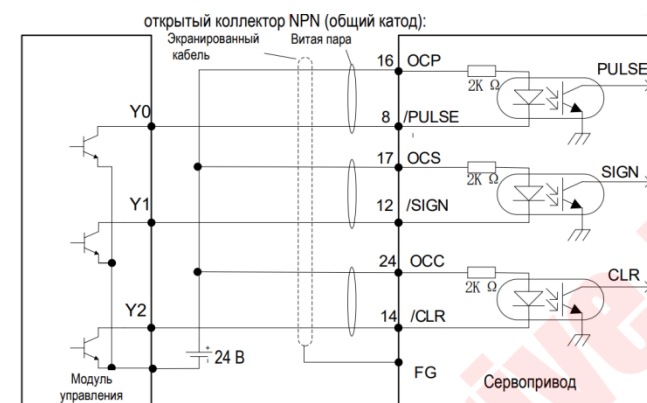 открытый коллектор NPN (общий катод):
Экранированный кабель
Витая пара
16 OCP
2K Ω
PULSE
Y0
8 /PULSE
17 OCS
2K Ω
SIGN
Y1
12 /SIGN
24 OCC
2K Ω
CLR
Y2
14 /CLR
24 В
FG
Модуль управления
Сервопривод